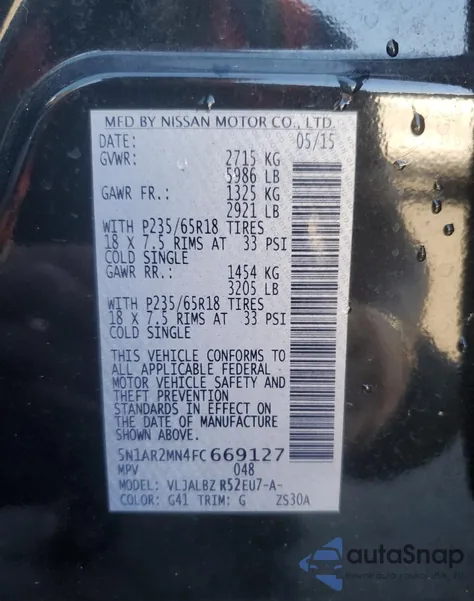 MFD BY NISSAN MOTOR CO., LTD.
DATE: 05/15
GVWR: 2715 KG
5986 LB
GAWR FR.: 1325 KG
2921 LB
WITH P235/65R18 TIRES
18 X 7.5 RIMS AT 33 PSI
COLD SINGLE
GAWR RR.: 1454 KG
3205 LB
WITH P235/65R18 TIRES
18 X 7.5 RIMS AT 33 PSI
COLD SINGLE
THIS VEHICLE CONFORMS TO
ALL APPLICABLE FEDERAL
MOTOR VEHICLE SAFETY AND
THEFT PREVENTION
STANDARDS IN EFFECT ON
THE DATE OF MANUFACTURE
SHOWN ABOVE.
5N1AR2MN4FC669127
MPV 048
MODEL: VLJALBZ R52EU7-A-
COLOR: G41 TRIM: G ZS30A
autoSnap